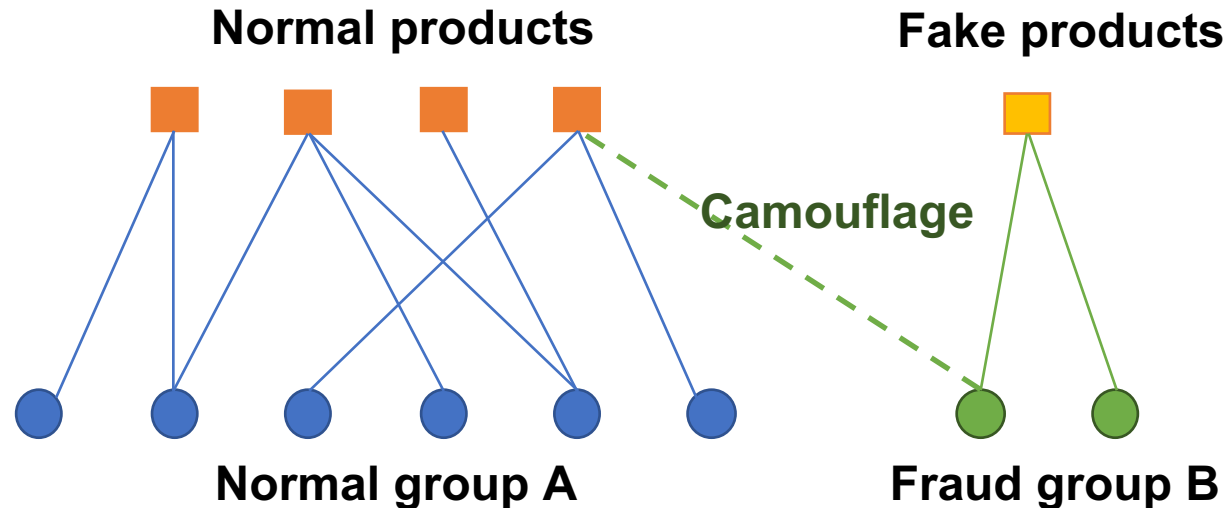 Normal products
Fake products
Camouflage
Normal group A
Fraud group B